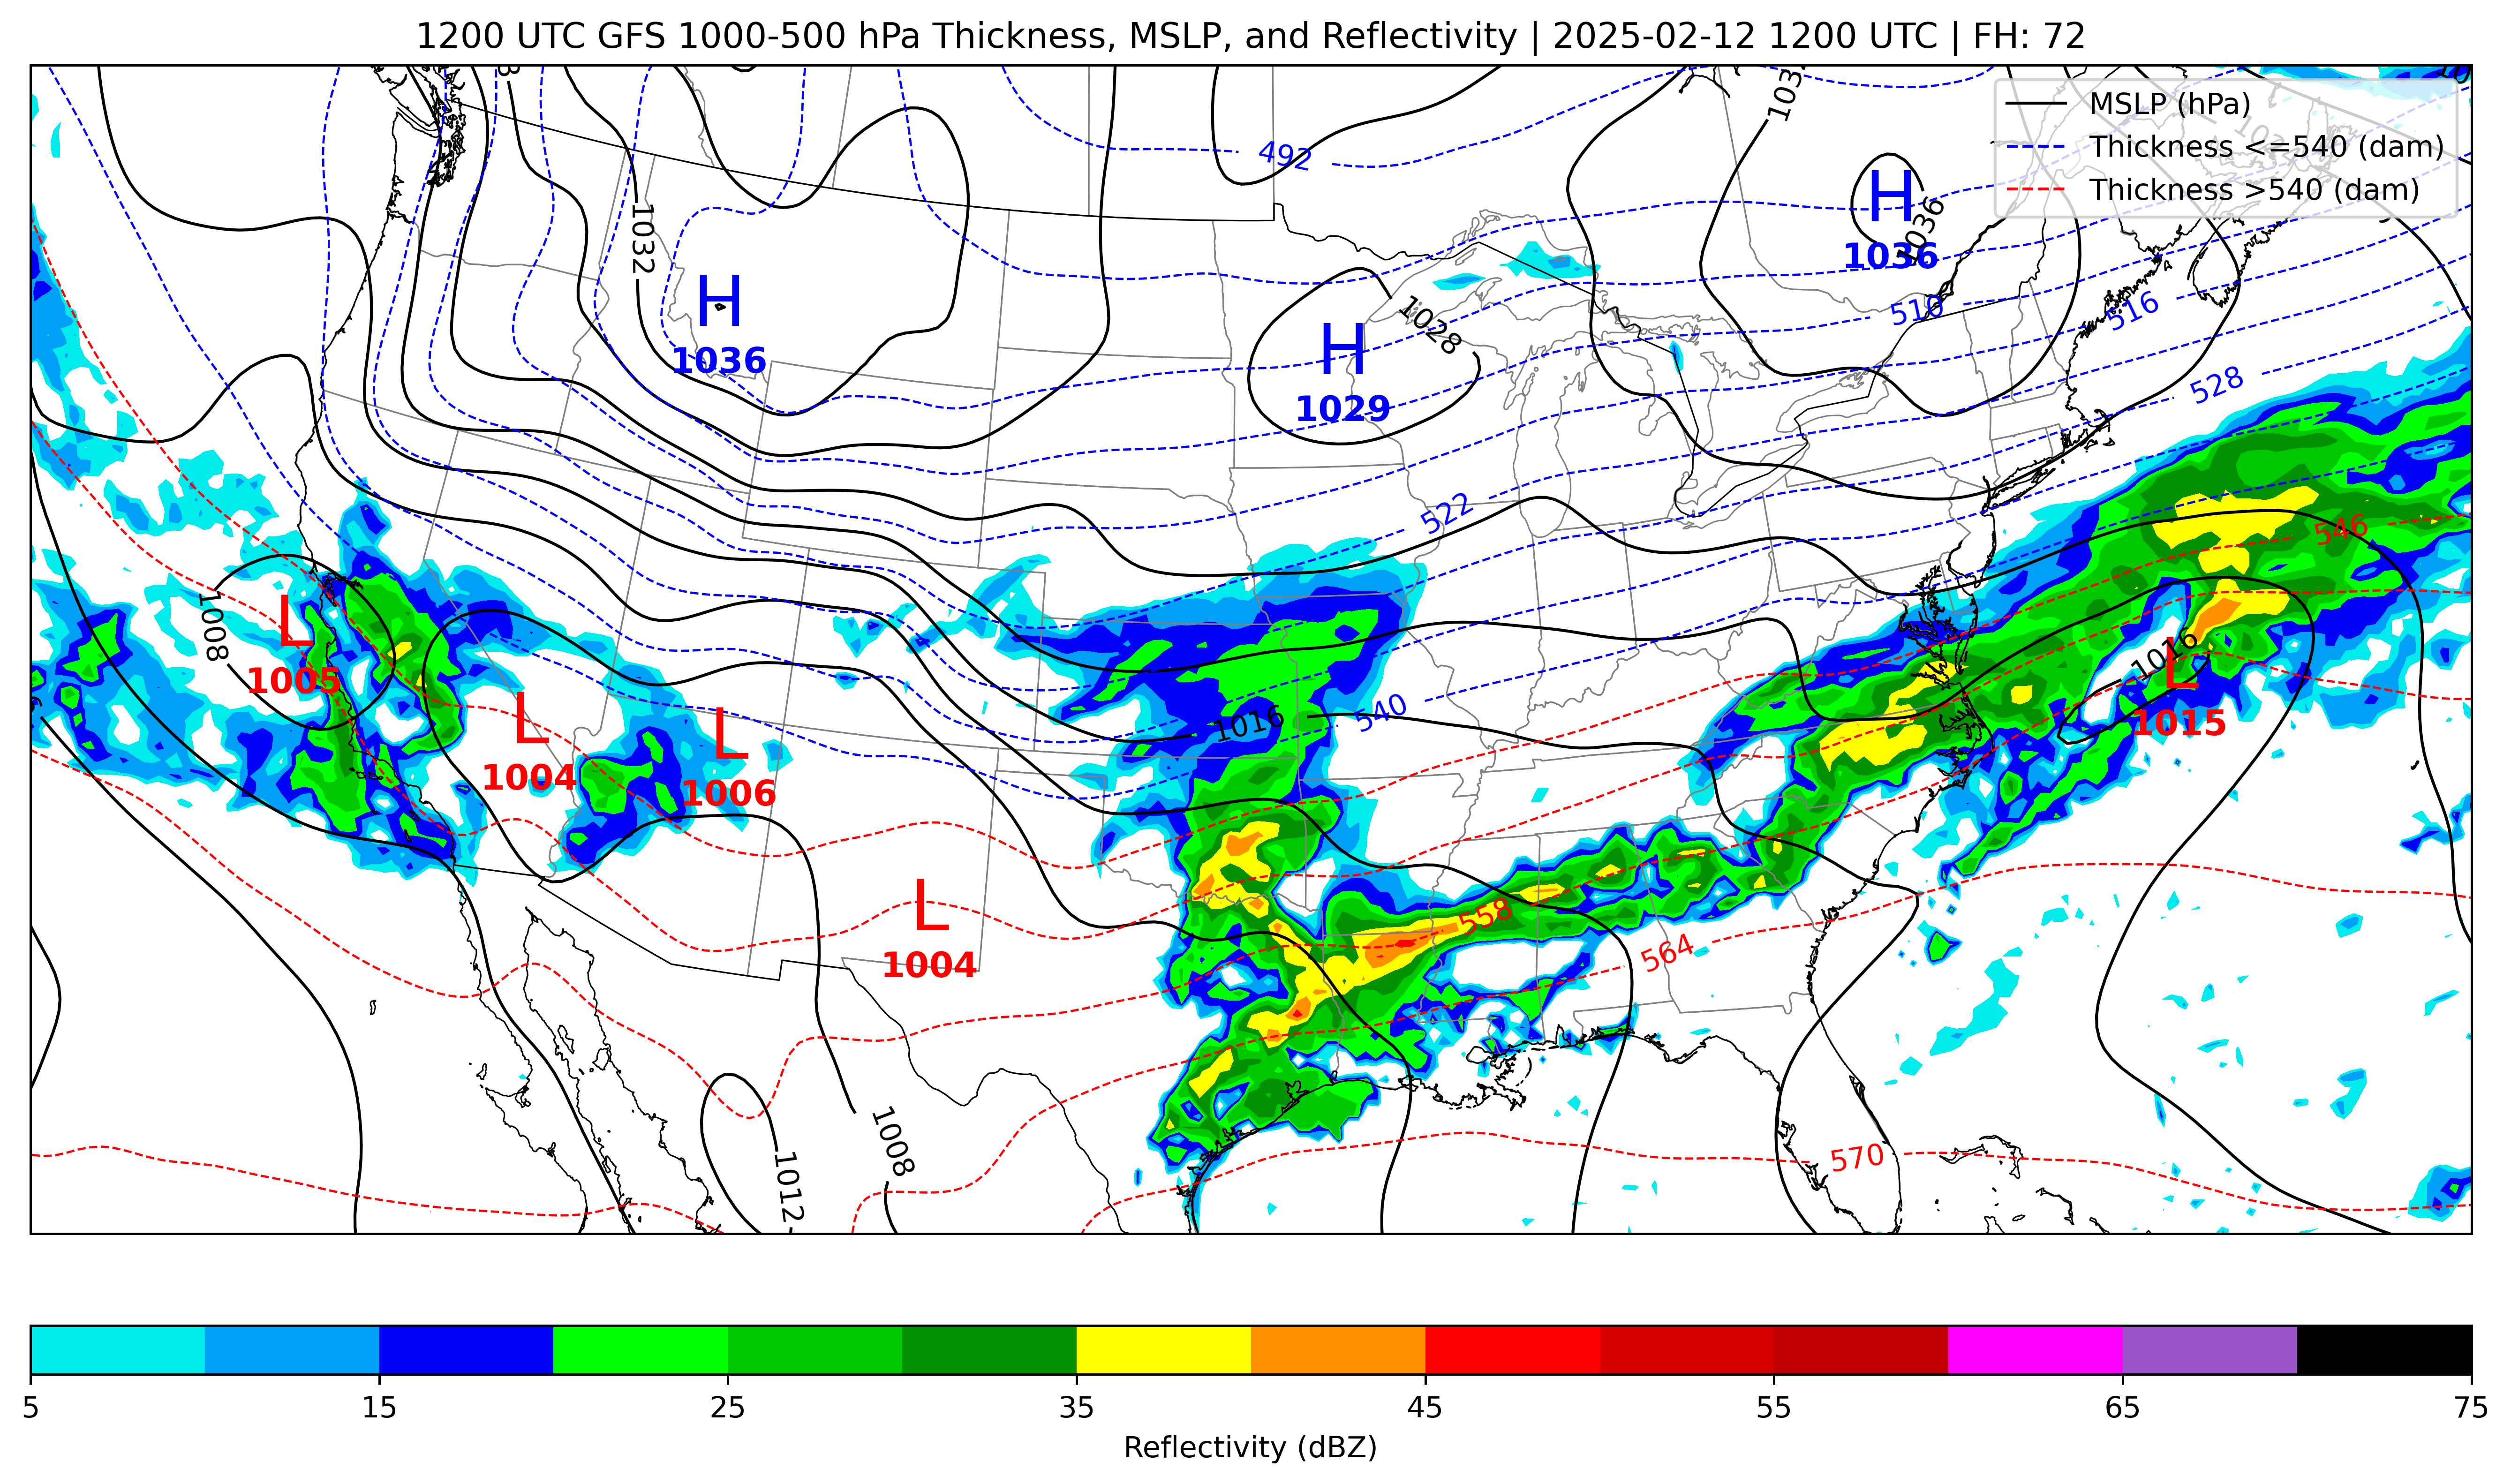 1200 UTC GFS 1000-500 hPa Thickness, MSLP, and Reflectivity | 2025-02-12 1200 UTC | FH: 72
MSLP (hPa)
Thickness <=540 (dam)
Thickness >540 (dam)
492
1032
H
1036
1036
H
1036
H
1029
1028
510
516
528
522
546
1008
L
1005
L
1004
L
1006
1016
540
1016
L
1015
L
1004
558
564
570
1008
1012
5
15
25
35
45
55
65
75
Reflectivity (dBZ)